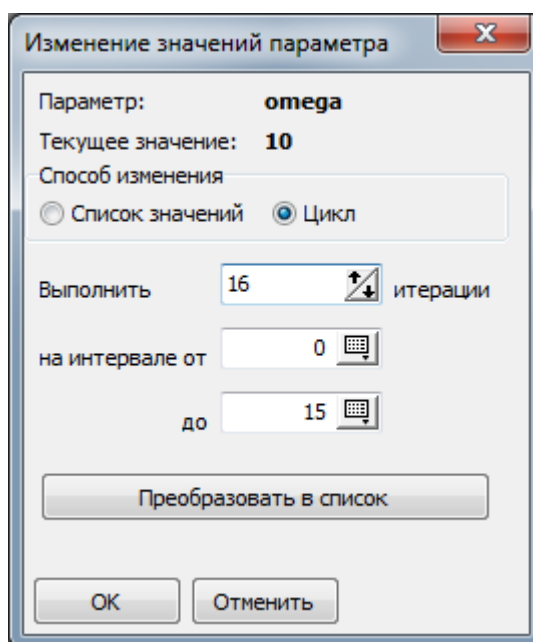 Изменение значений параметра
Параметр: omega
Текущее значение: 10
Способ изменения
Список значений Цикл
Выполнить 16 итерации
на интервале от 0
до 15
Преобразовать в список
ОК Отменить